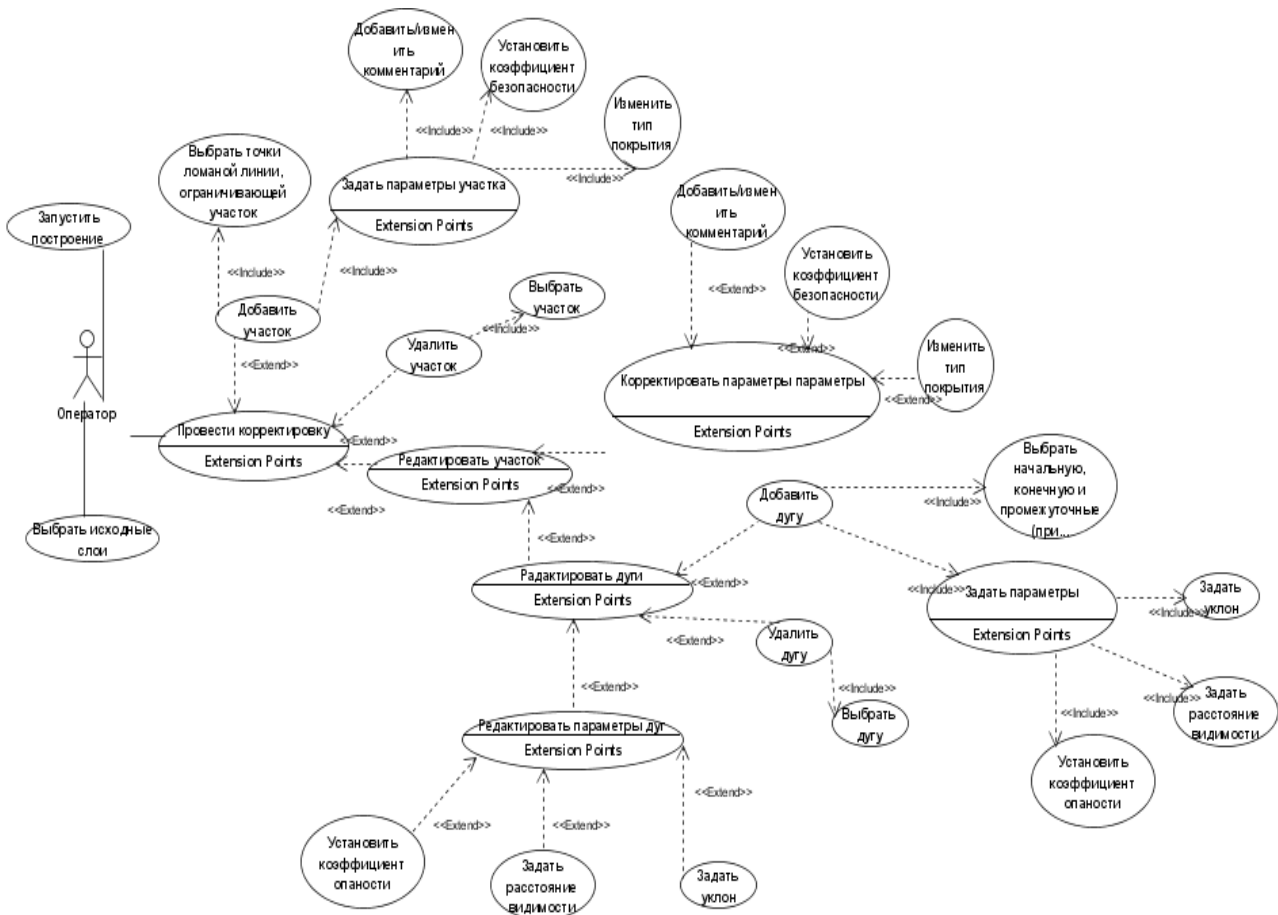 Добавить/измен
ить
комментарий
Установить
коэффициент
безопасности
Изменить
тип
покрытия
<<Include>>
<<Include>>
<<Include>>
Выбрать точки
ломаной линии,
ограничивающей
участок
Задать параметры участка
Extension Points
Добавить/измен
ить
комментарий
Запустить
построение
<<Include>>
<<Include>>
Установить
коэффициент
безопасности
<<Extend>>
Выбрать
участок
Добавить
участок
<<Include>>
Удалить
участок
<<Extend>>
<<Extend>>
Изменить
тип
покрытия
Корректировать параметры параметры
<<Extend>>
Extension Points
Оператор
Провести корректировку
Extension Points
<<Extend>>
Редактировать участок
Extension Points
<<Extend>>
<<Extend>>
Выбрать
начальную,
конечную и
промежуточные
(при...
<<Include>>
Добавить
дугу
Выбрать исходные
слои
<<Extend>>
Радактировать дуги
Extension Points
<<Extend>>
<<Include>>
Задать параметры
Extension Points
Задать
уклон
<<Include>>
Удалить
дугу
<<Extend>>
<<Extend>>
<<Include>>
Выбрать
дугу
<<Include>>
Задать
расстояние
видимости
<<Include>>
Редактировать параметры дуг
Extension Points
Установить
коэффициент
опаности
<<Extend>>
<<Extend>>
<<Extend>>
Установить
коэффициент
опаности
Задать
расстояние
видимости
Задать
уклон